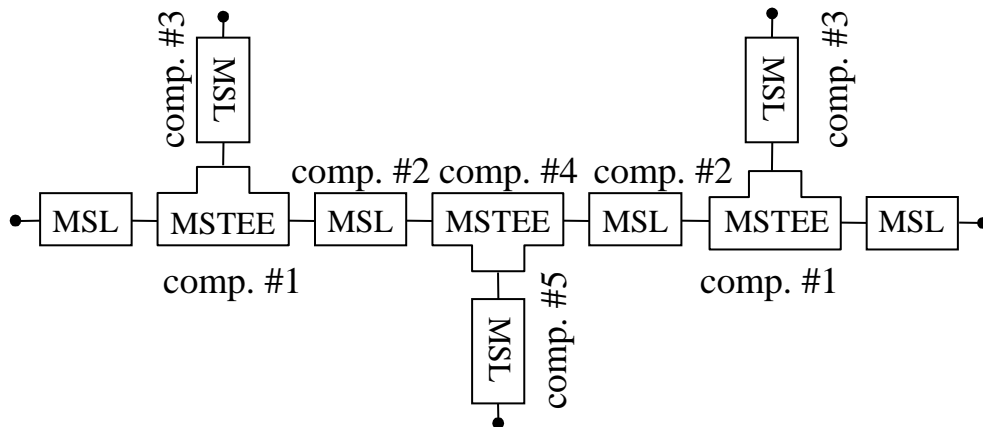 comp. #3
MSL
MSL
comp. #3
comp. #2
comp. #4
comp. #2
MSL
MSTEE
MSL
MSTEE
MSL
MSTEE
MSL
comp. #1
comp. #1
MSL
comp. #5